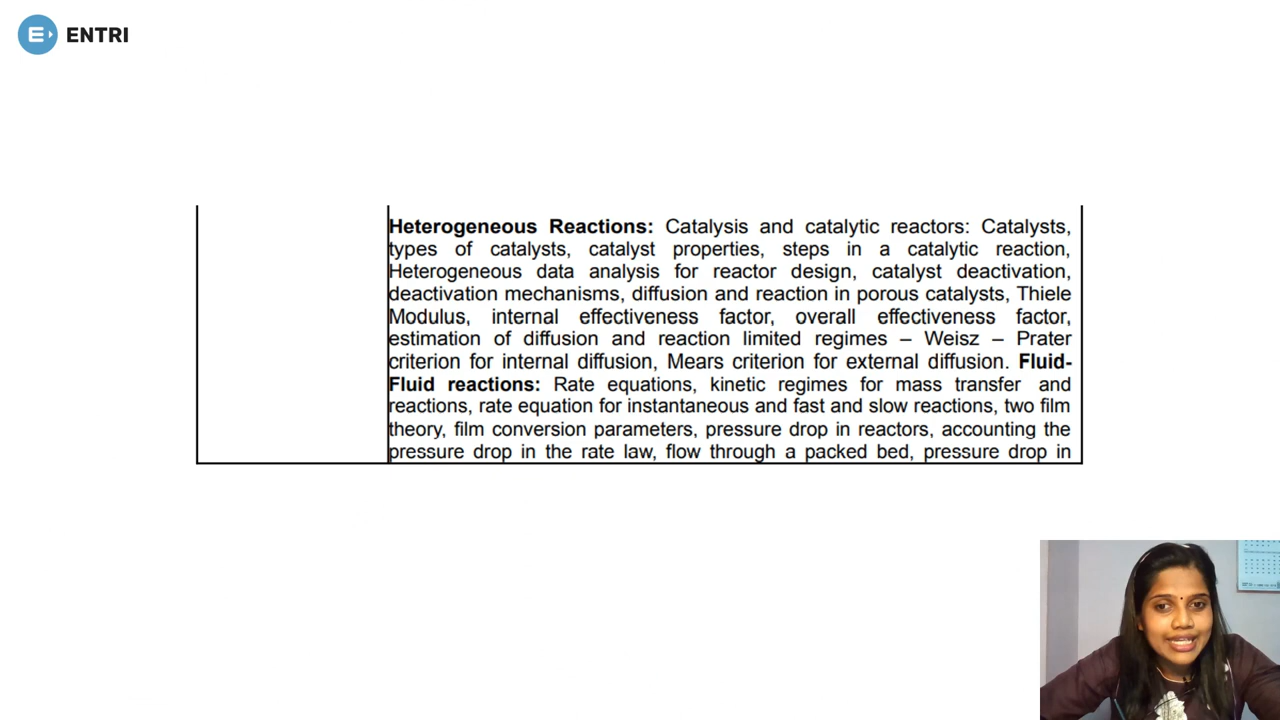 ENTRI
Heterogeneous Reactions: Catalysis and catalytic reactors: Catalysts,
types of catalysts, catalyst properties, steps in a catalytic reaction,
Heterogeneous data analysis for reactor design, catalyst deactivation,
deactivation mechanisms, diffusion and reaction in porous catalysts, Thiele
Modulus, internal effectiveness factor, overall effectiveness factor,
estimation of diffusion and reaction limited regimes – Weisz – Prater
criterion for internal diffusion, Mears criterion for external diffusion. Fluid-
Fluid reactions: Rate equations, kinetic regimes for mass transfer and
reactions, rate equation for instantaneous and fast and slow reactions, two film
theory, film conversion parameters, pressure drop in reactors, accounting the
pressure drop in the rate law, flow through a packed bed, pressure drop in